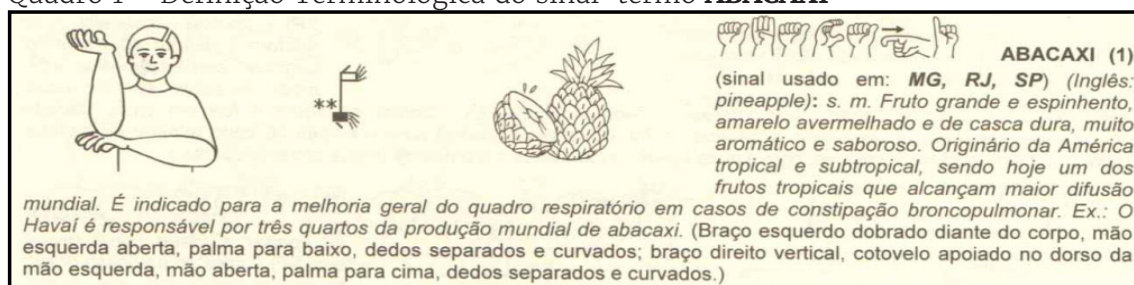 Quadro 1 – Definição Terminológica do sinal-termo ABACAXI
ABACAXI (1)
(sinal usado em: MG, RJ, SP) (Inglês:
pineapple): s. m. Fruto grande e espinhento,
amarelo avermelhado e de casca dura, muito
aromático e saboroso. Originário da América
tropical e subtropical, sendo hoje um dos
frutos tropicais que alcançam maior difusão
mundial. É indicado para a melhoria geral do quadro respiratório em casos de constipação broncopulmonar. Ex.: O
Havaí é responsável por três quartos da produção mundial de abacaxi. (Braço esquerdo dobrado diante do corpo, mão
esquerda aberta, palma para baixo, dedos separados e curvados; braço direito vertical, cotovelo apoiado no dorso da
mão esquerda, mão aberta, palma para cima, dedos separados e curvados.)